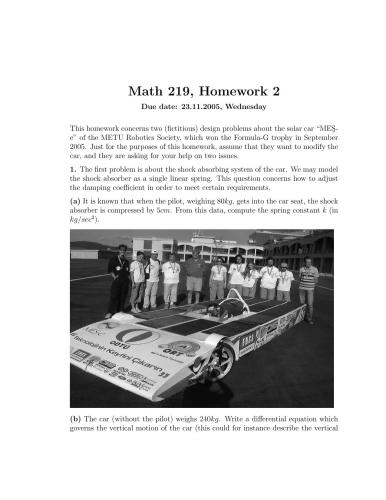 Math 219, Homework 2
Due date: 23.11.2005, Wednesday
This homework concerns two (fictitious) design problems about the solar car “MEŞ-
e” of the METU Robotics Society, which won the Formula-G trophy in September
2005. Just for the purposes of this homework, assume that they want to modify the
car, and they are asking for your help on two issues.
1. The first problem is about the shock absorbing system of the car. We may model
the shock absorber as a single linear spring. This question concerns how to adjust
the damping coefficient in order to meet certain requirements.
(a) It is known that when the pilot, weighing 80kg, gets into the car seat, the shock
absorber is compressed by 5cm. From this data, compute the spring constant k (in
kg/sec²).
MEŞC
ODTÜ
Teknolojinin Keyfini Çıkarın
ORT
(b) The car (without the pilot) weighs 240kg. Write a differential equation which
governs the vertical motion of the car (this could for instance describe the vertical